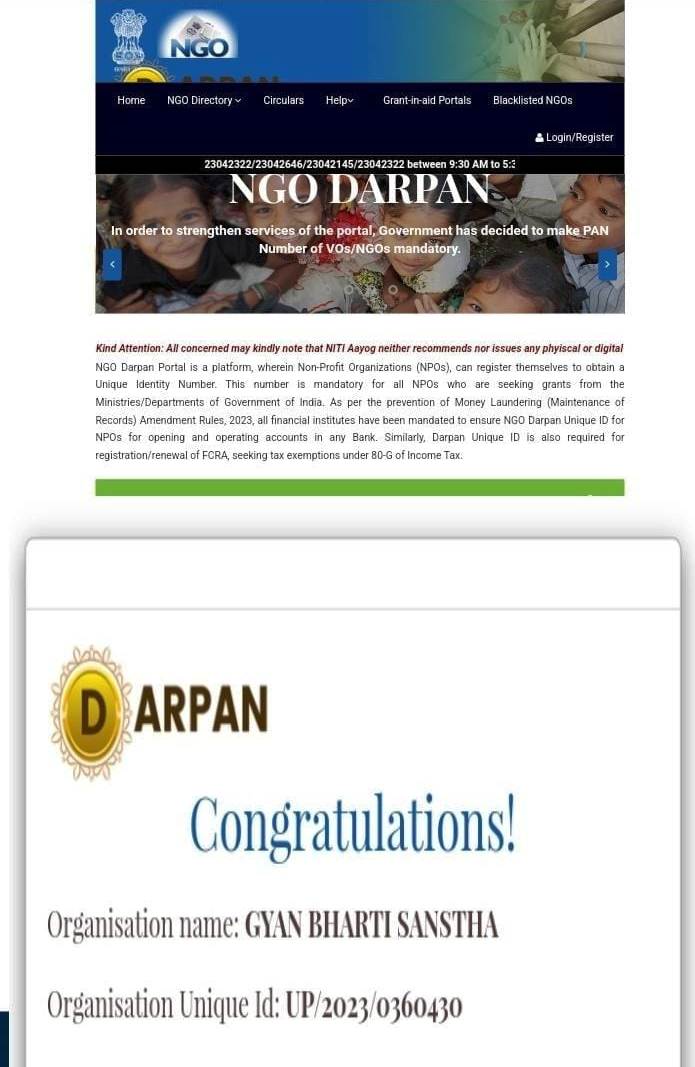 NGO
Home NGO Directory Circulars Help Grant-in-aid Portals Blacklisted NGOs
Login/Register
23042322/23042646/23042145/23042322 between 9:30 AM to 5:3
NGO DARPAN
In order to strengthen services of the portal, Government has decided to make PAN
Number of VOs/NGOs mandatory.
Kind Attention: All concerned may kindly note that NITI Aayog neither recommends nor issues any phyiscal or digital
NGO Darpan Portal is a platform, wherein Non-Profit Organizations (NPOs), can register themselves to obtain a
Unique Identity Number. This number is mandatory for all NPOs who are seeking grants from the
Ministries/Departments of Government of India. As per the prevention of Money Laundering (Maintenance of
Records) Amendment Rules, 2023, all financial institutes have been mandated to ensure NGO Darpan Unique ID for
NPOs for opening and operating accounts in any Bank. Similarly, Darpan Unique ID is also required for
registration/renewal of FCRA, seeking tax exemptions under 80-G of Income Tax.
DARPAN
Congratulations!
Organisation name: GYAN BHARTI SANSTHA
Organisation Unique Id: UP/2023/0360430